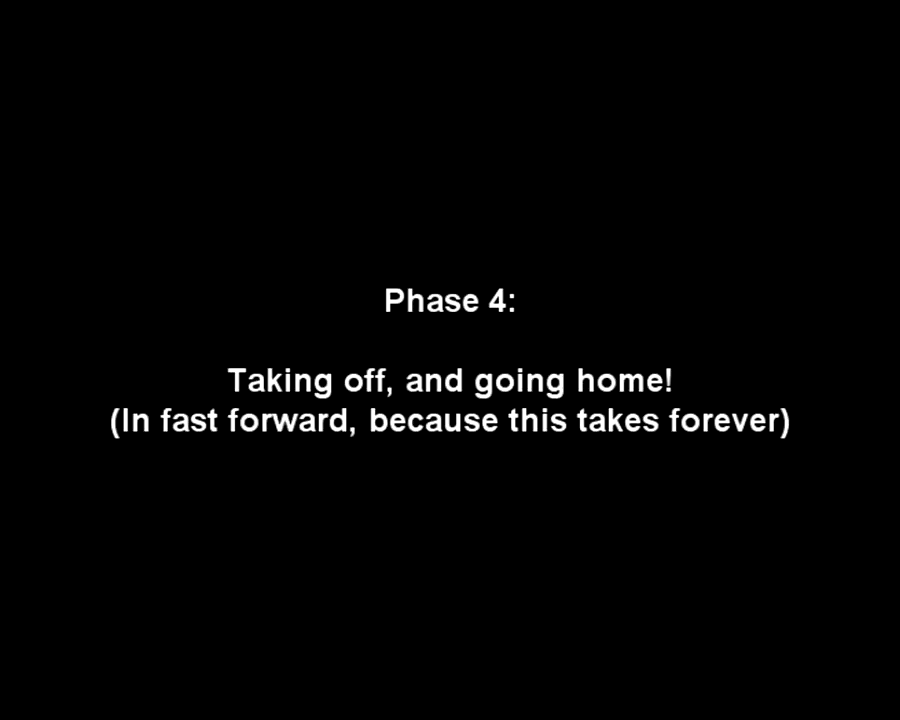 Phase 4:
Taking off, and going home!
(In fast forward, because this takes forever)